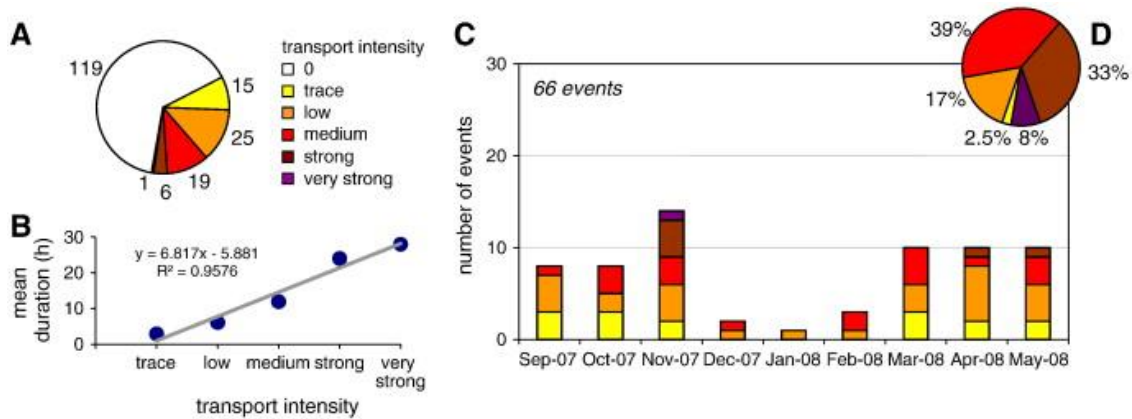 A
transport intensity
0
trace
low
medium
strong
very strong
119
15
25
19
6
1
B
mean
duration (h)
30
20
10
0
y = 6.817x - 5.881
R² = 0.9576
trace
low
medium
strong
very
strong
transport intensity
C
number of events
30
20
10
0
66 events
Sep-07 Oct-07 Nov-07 Dec-07 Jan-08 Feb-08 Mar-08 Apr-08 May-08
D
39%
33%
17%
2.5%
8%